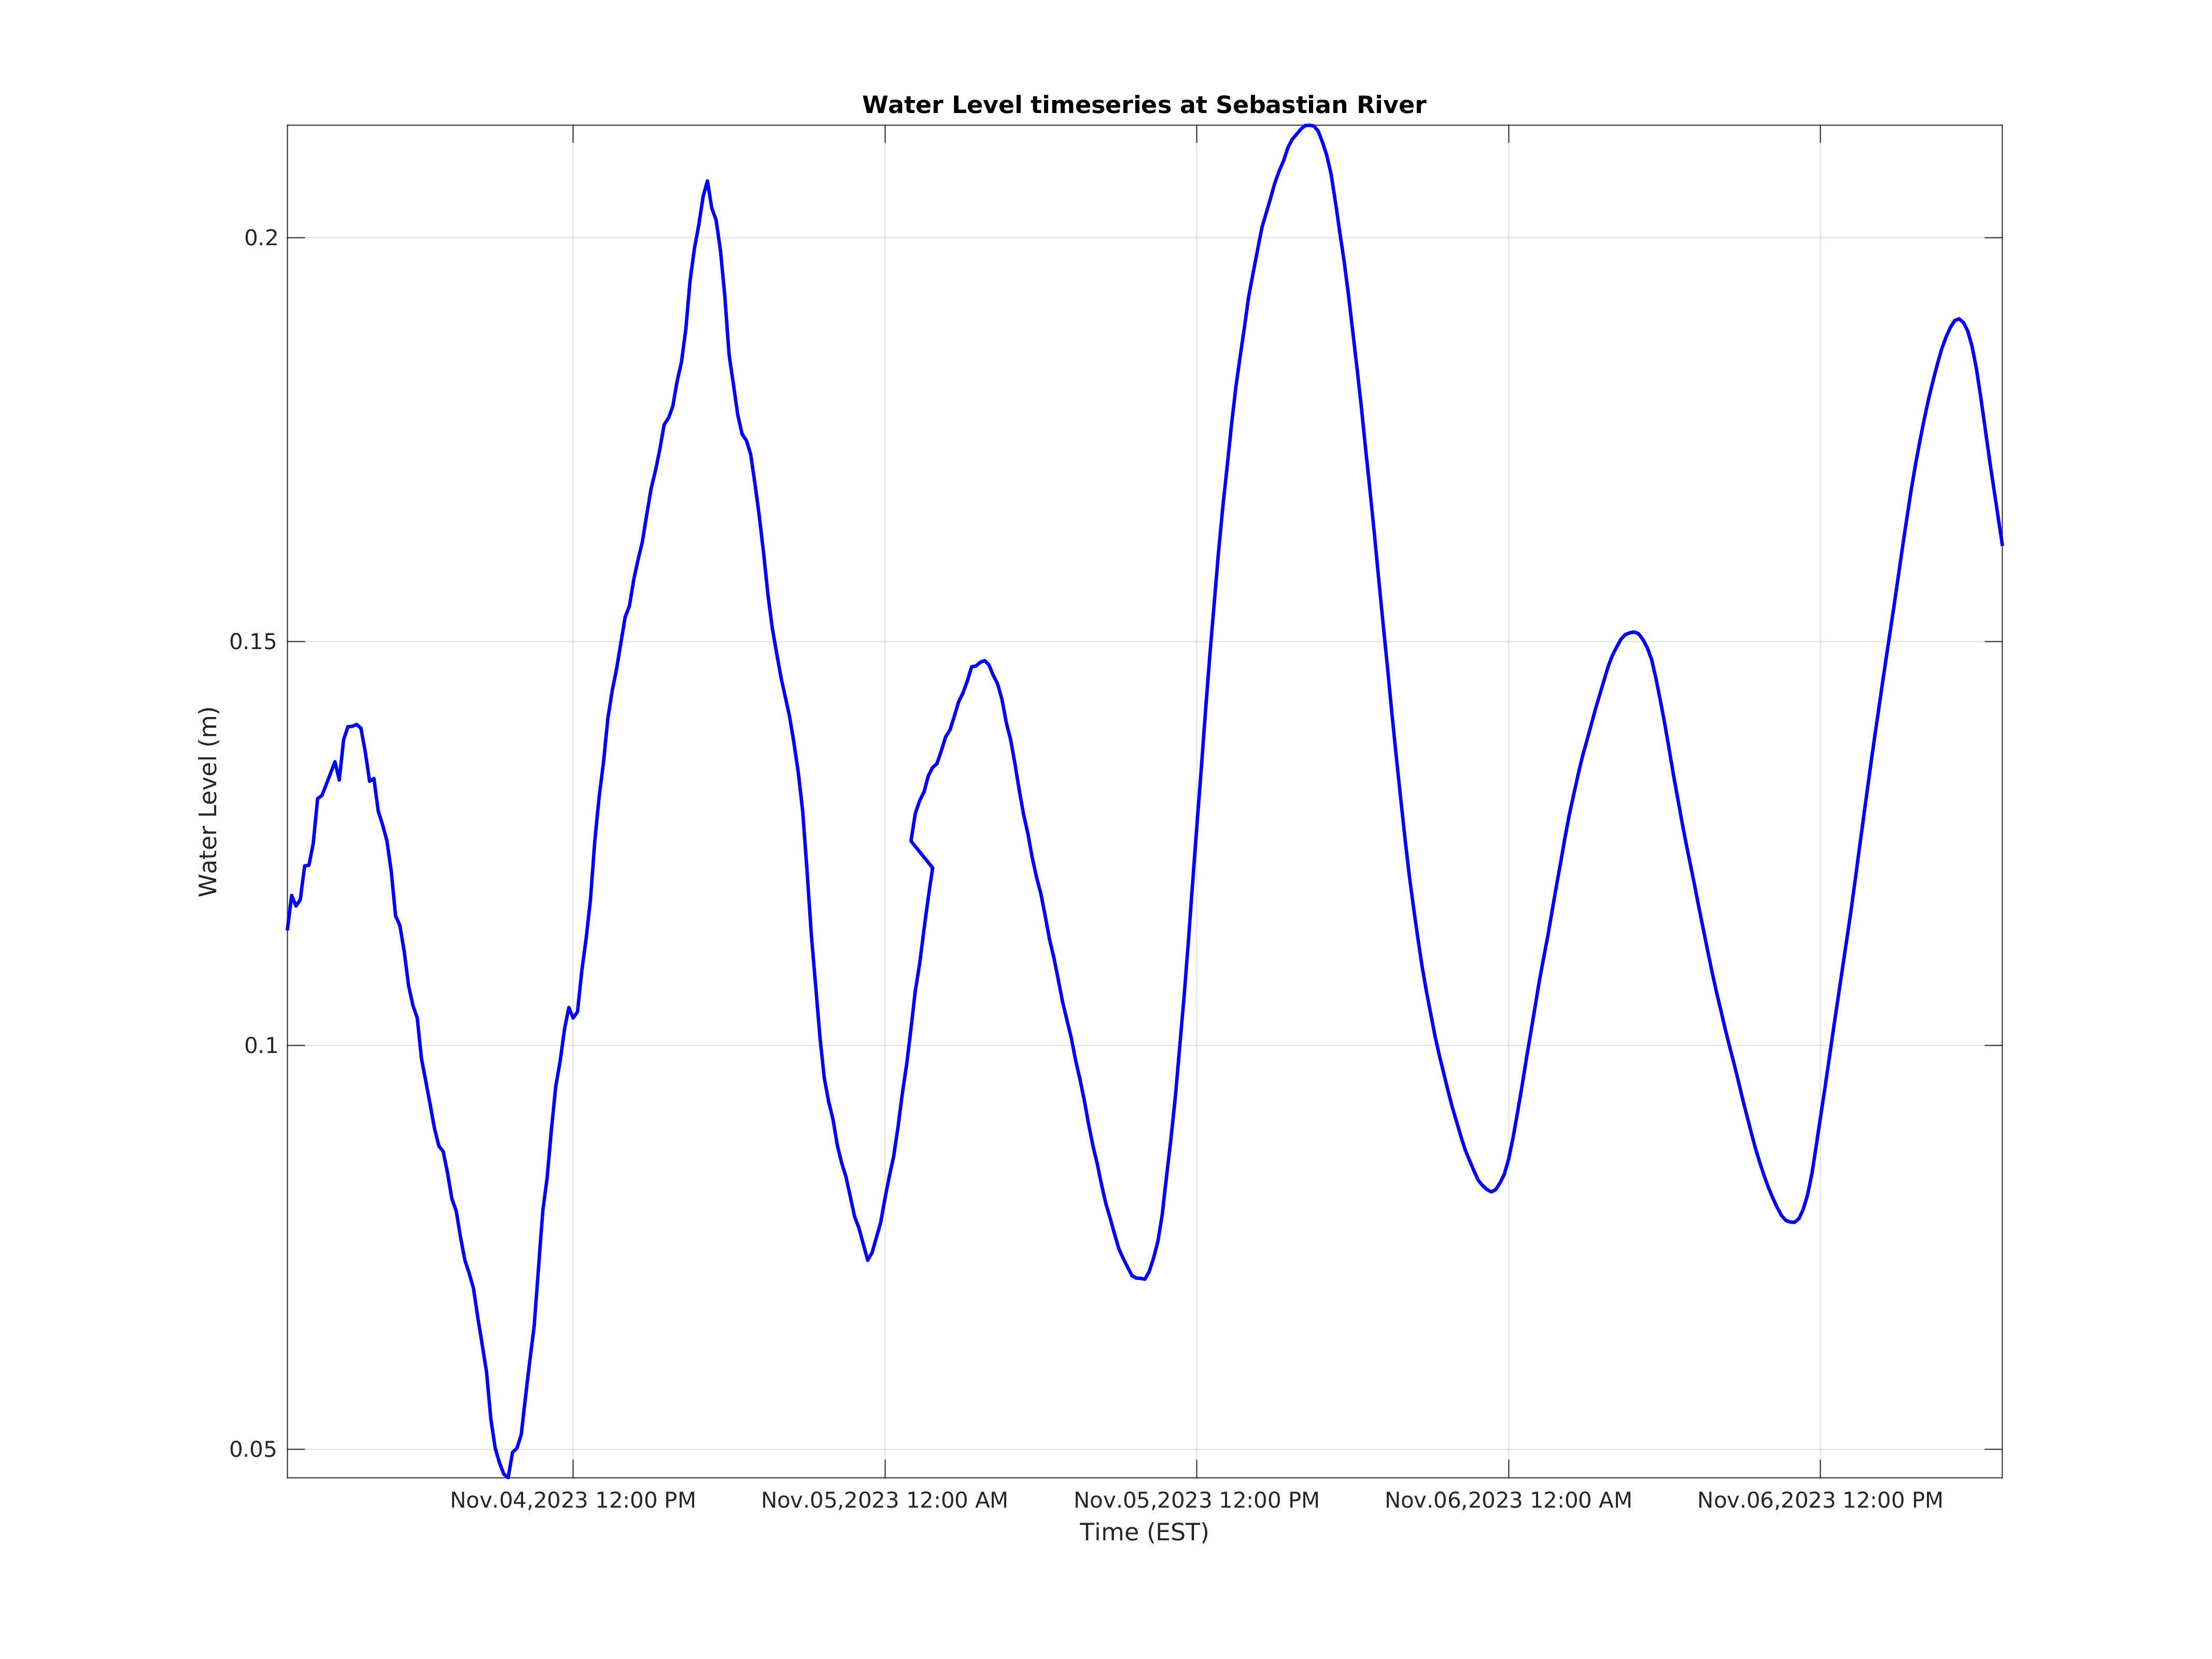 Water Level timeseries at Sebastian River
0.2
0.15
0.1
0.05
Water Level (m)
Nov.04,2023 12:00 PM
Nov.05,2023 12:00 AM
Nov.05,2023 12:00 PM
Nov.06,2023 12:00 AM
Nov.06,2023 12:00 PM
Time (EST)